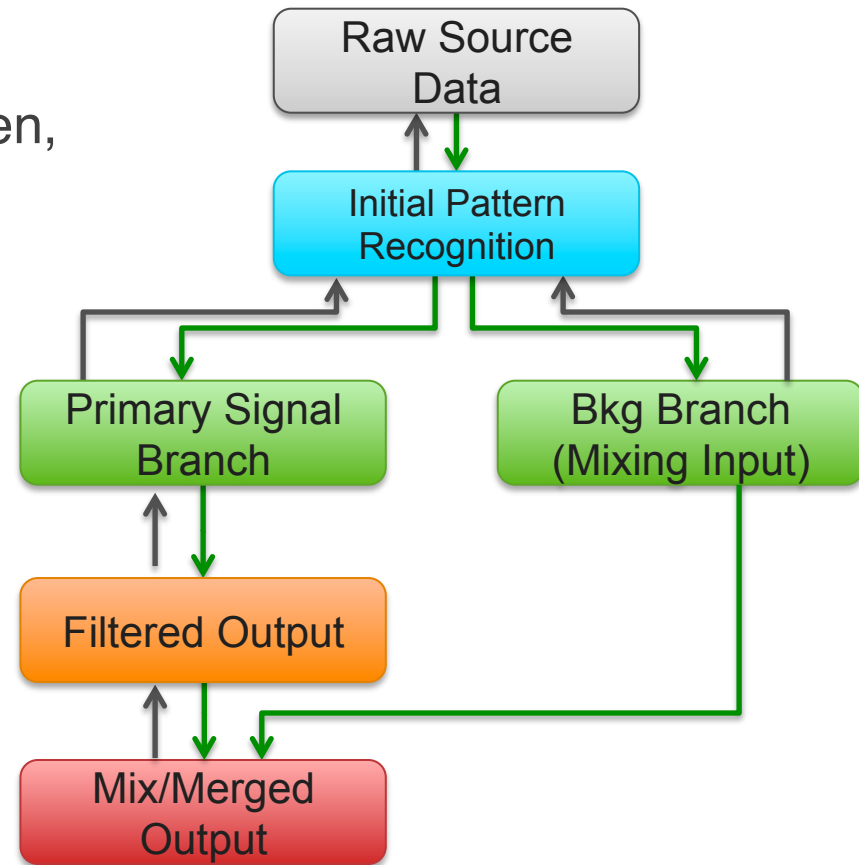 Raw Source
Data
en,
Initial Pattern
Recognition
Primary Signal
Branch
Bkg Branch
(Mixing Input)
Filtered Output
Mix/Merged
Output